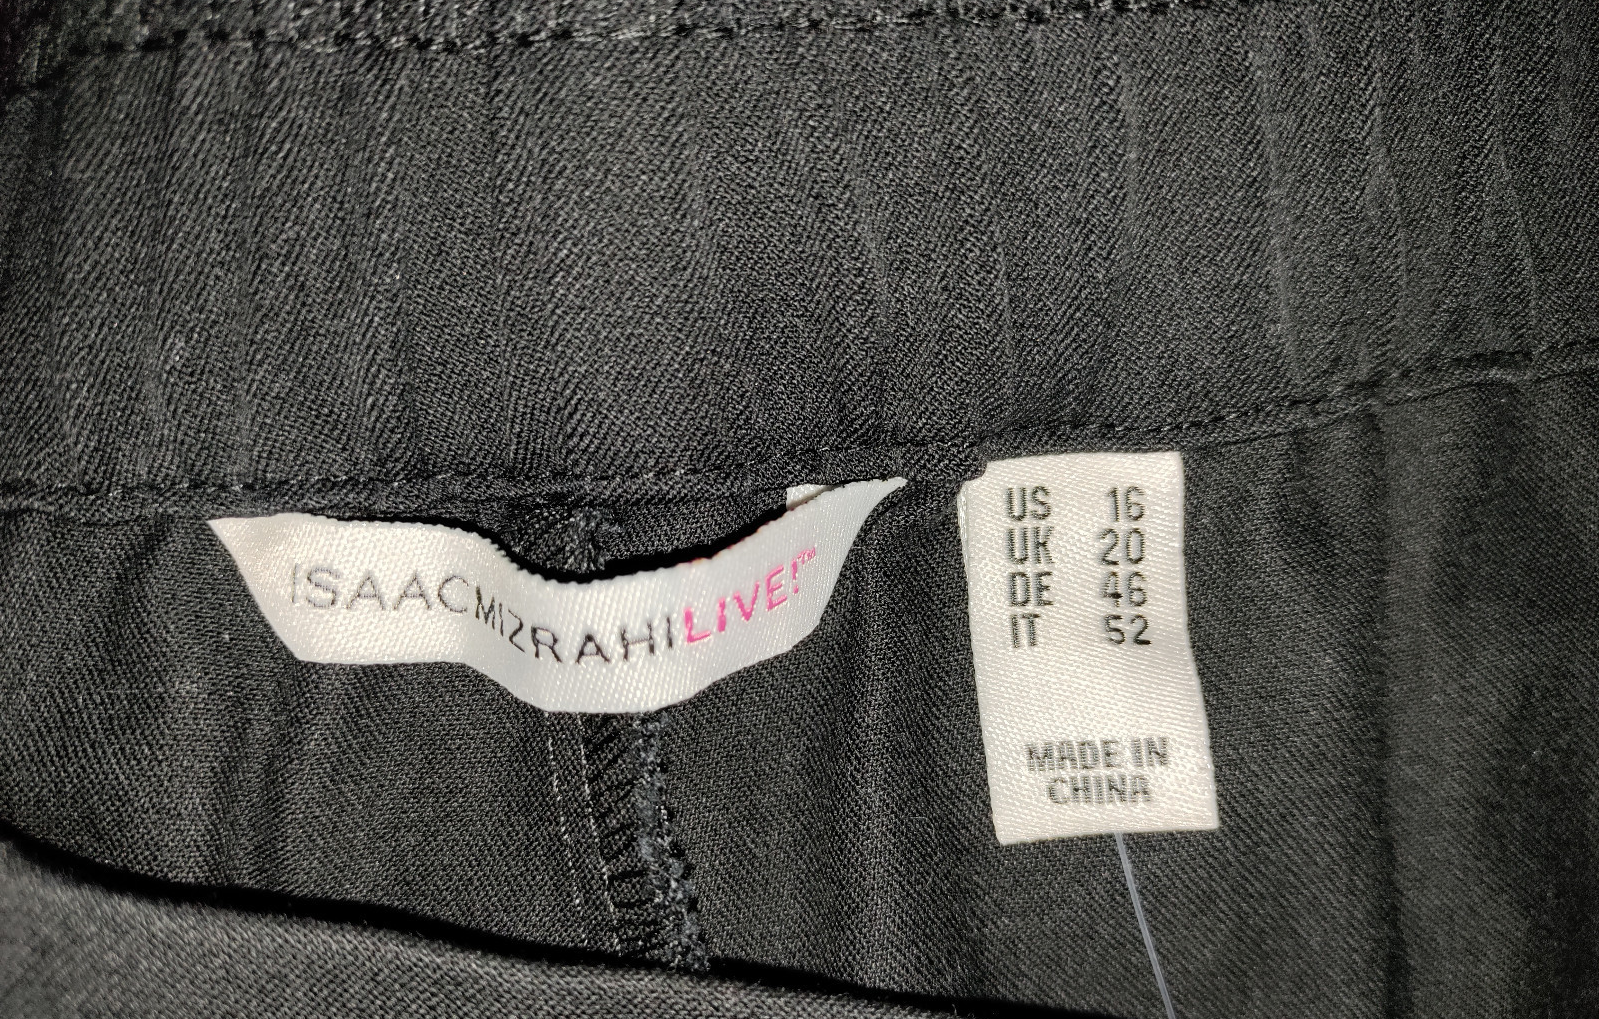 ISAACMIZRAHILIVE!™
US 16
UK 20
DE 46
IT 52
MADE IN
CHINA